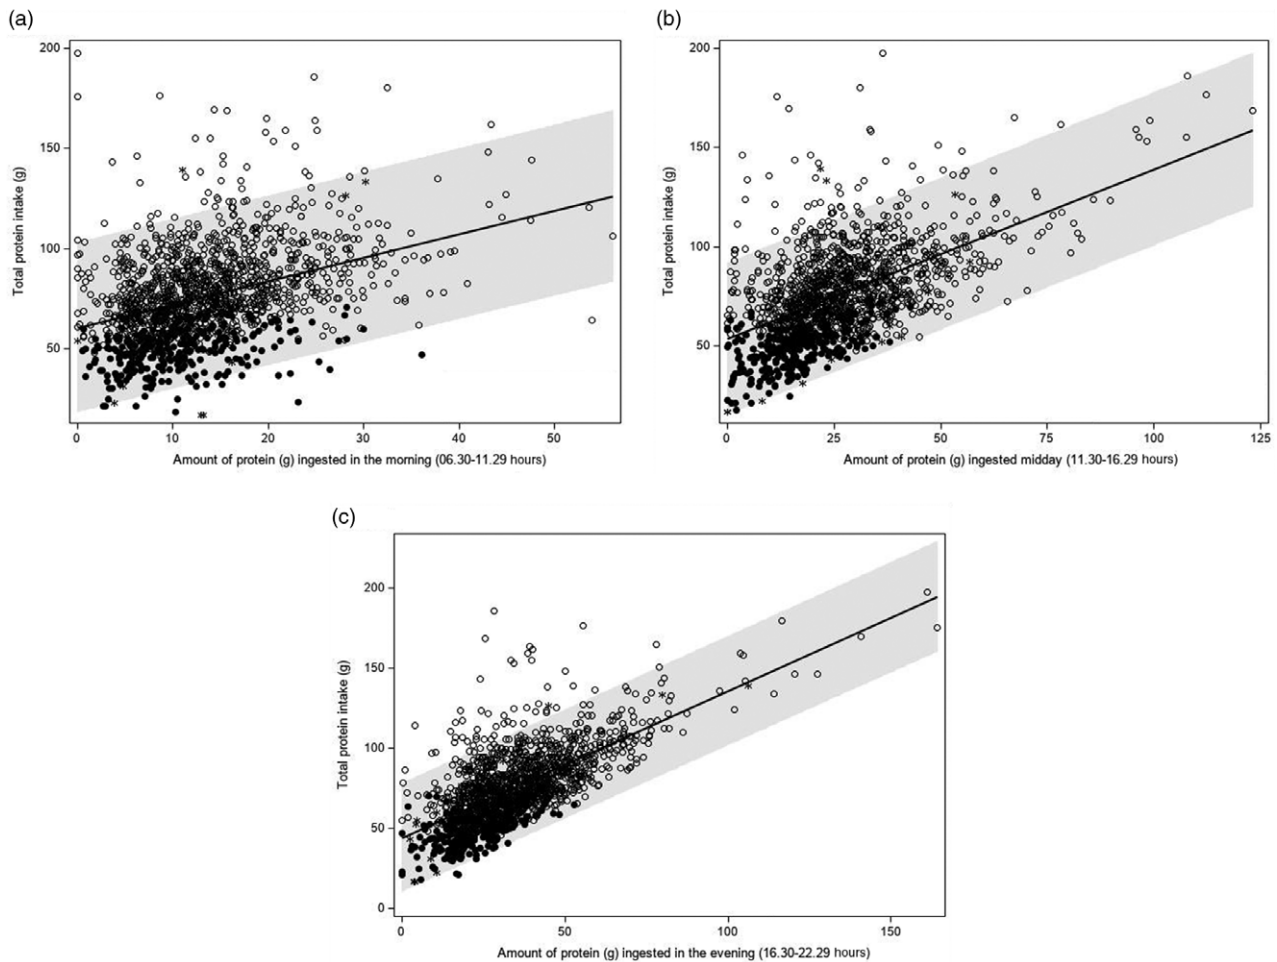 (a)
200
150
100
50
Total protein intake (g)
0 10 20 30 40 50
Amount of protein (g) ingested in the morning (06.30-11.29 hours)
(b)
200
150
100
50
Total protein intake (g)
0 25 50 75 100 125
Amount of protein (g) ingested midday (11.30-16.29 hours)
(c)
200
150
100
50
0
Total protein intake (g)
0 50 100 150
Amount of protein (g) ingested in the evening (16.30-22.29 hours)